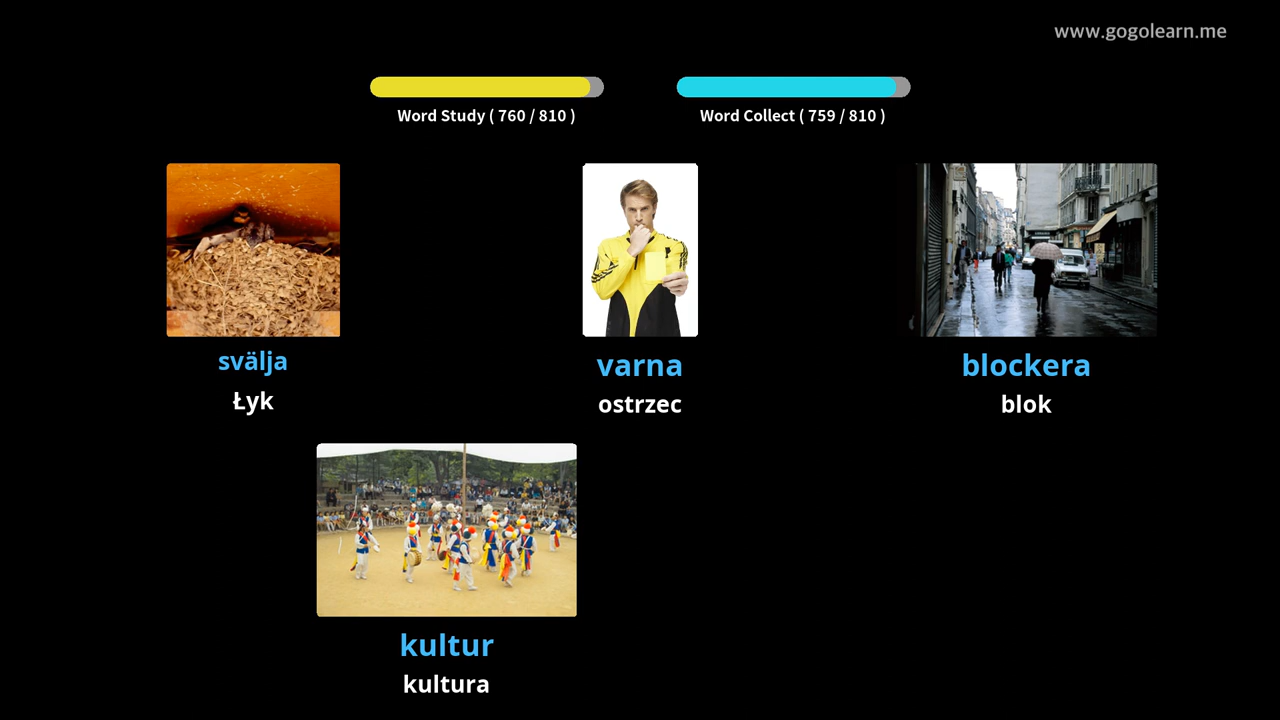 www.gogolearn.me
Word Study ( 760 / 810 )
Word Collect ( 759 / 810 )
svälja
Łyk
varna
ostrzec
blockera
blok
kultur
kultura